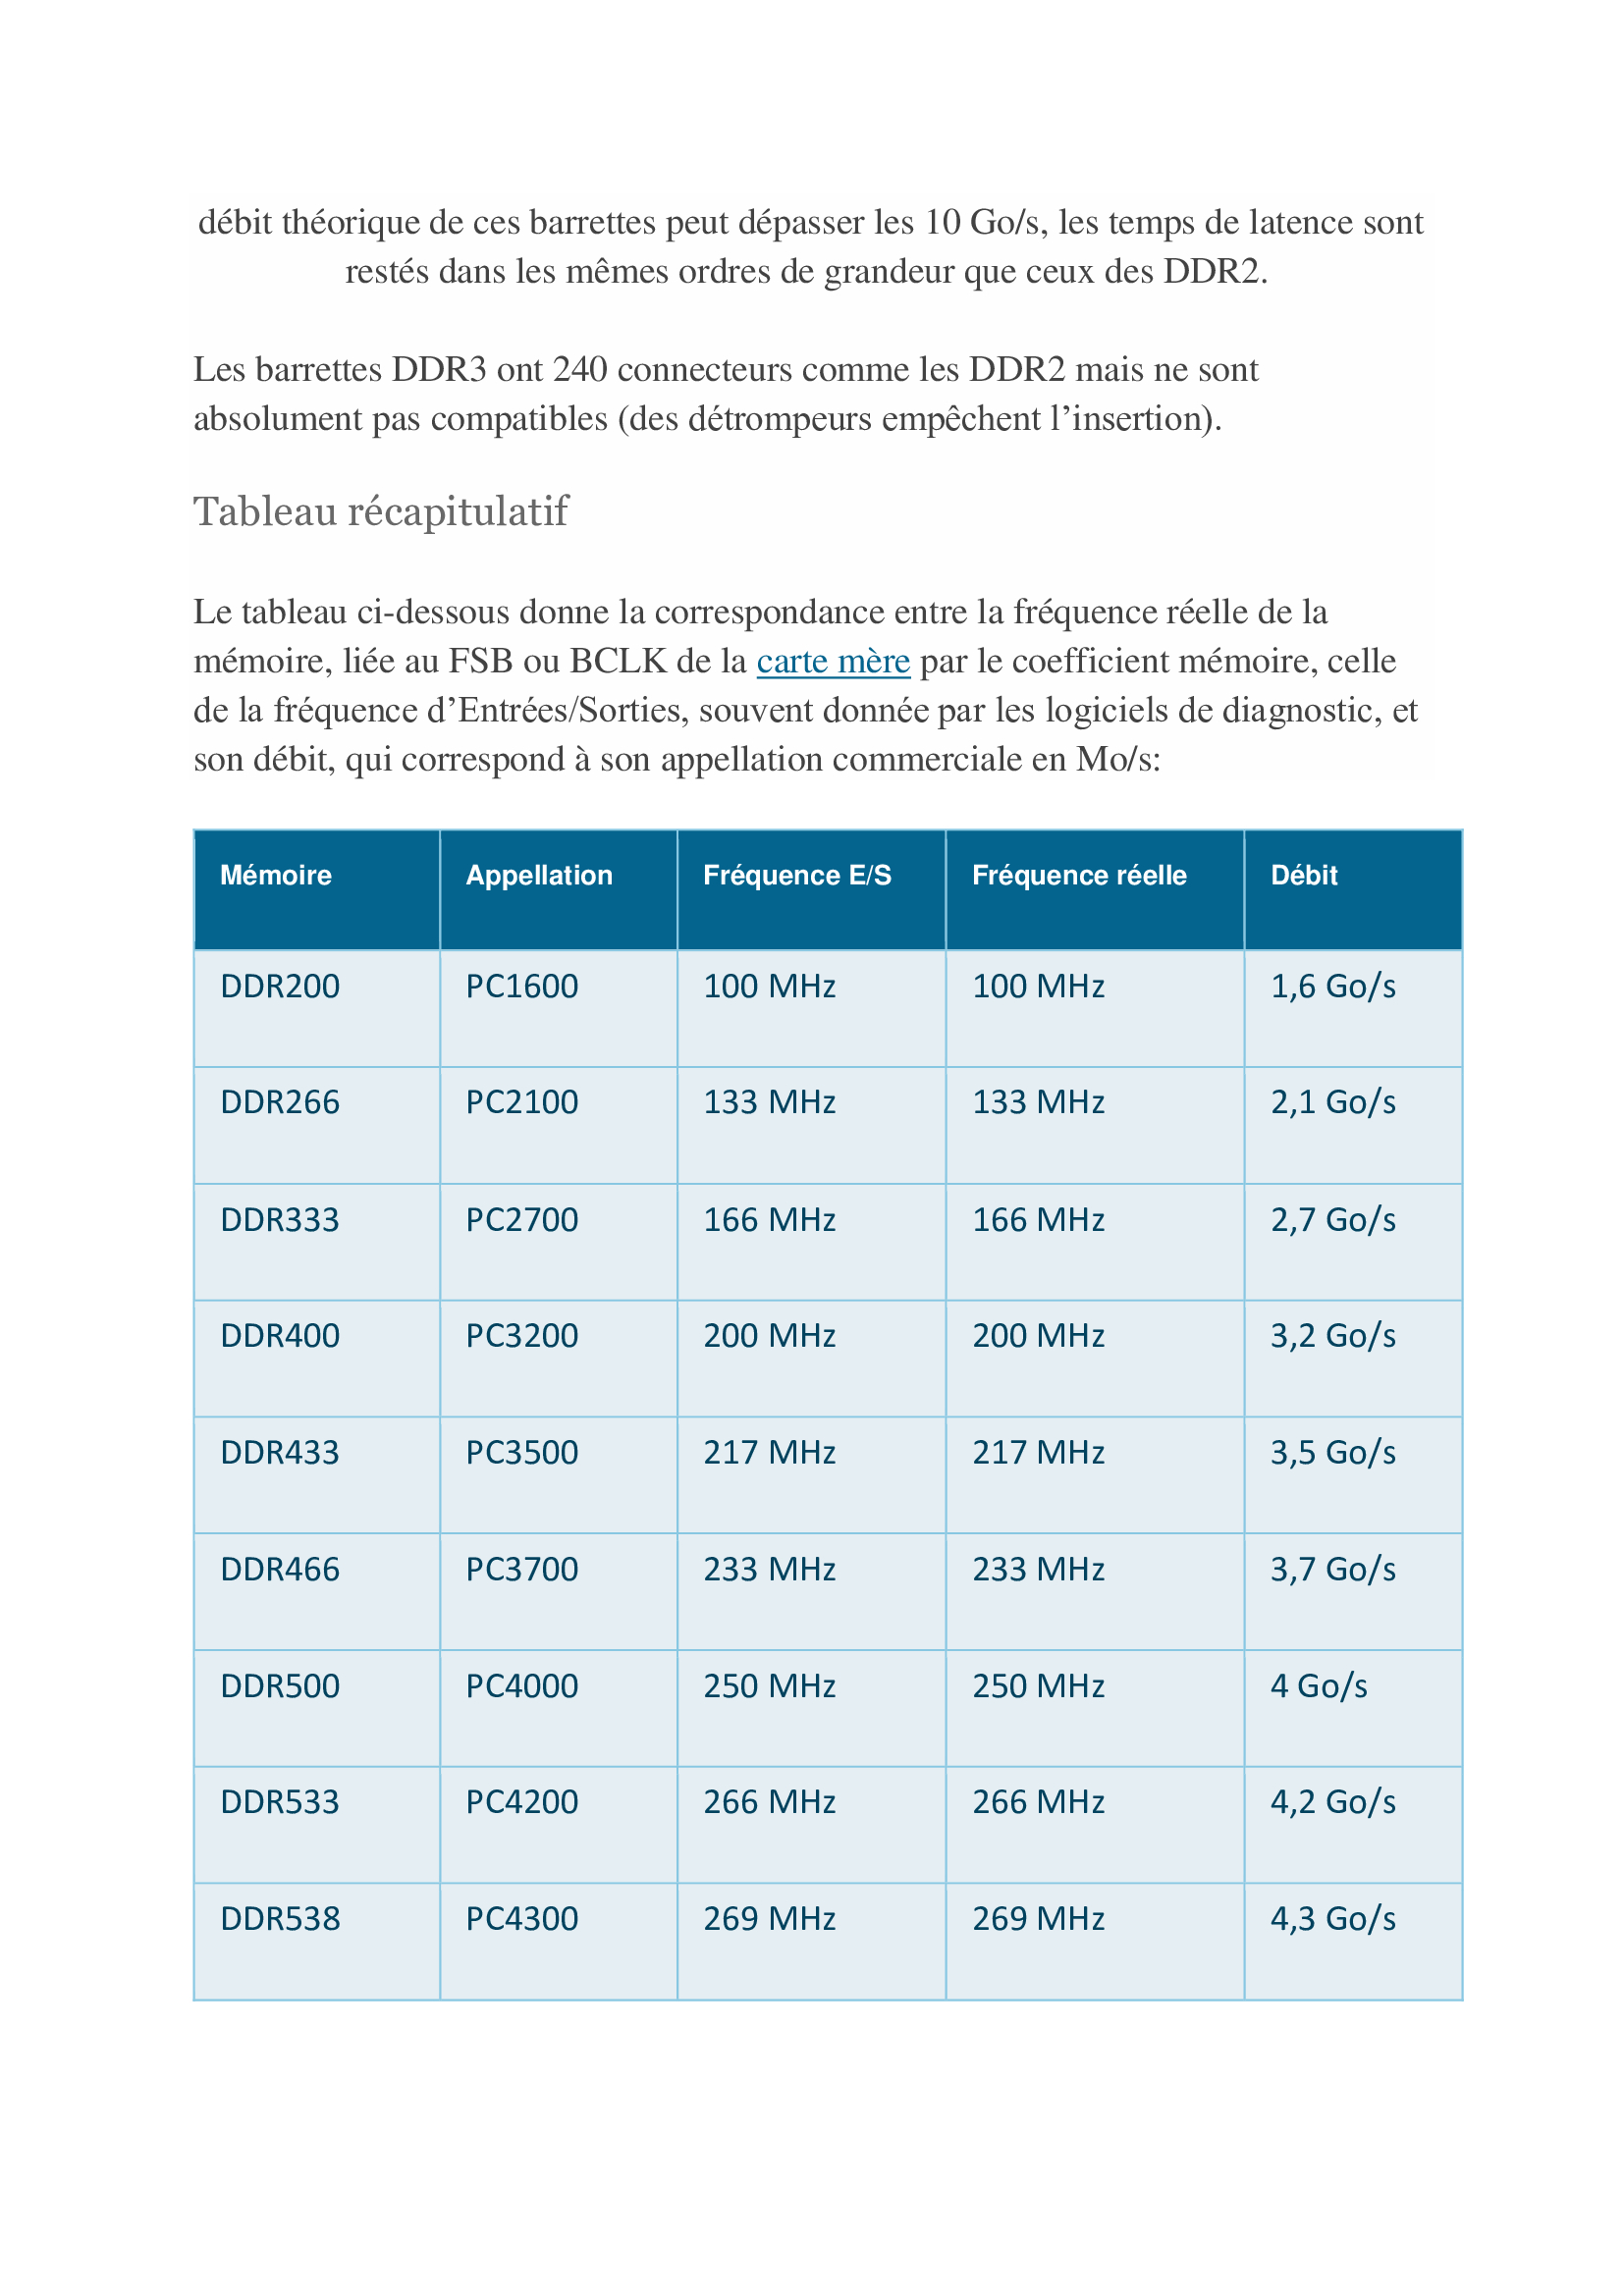 débit théorique de ces barrettes peut dépasser les 10 Go/s, les temps de latence sont
restés dans les mêmes ordres de grandeur que ceux des DDR2.
Les barrettes DDR3 ont 240 connecteurs comme les DDR2 mais ne sont
absolument pas compatibles (des détrompeurs empêchent l’insertion).
Tableau récapitulatif
Le tableau ci-dessous donne la correspondance entre la fréquence réelle de la
mémoire, liée au FSB ou BCLK de la carte mère par le coefficient mémoire, celle
de la fréquence d’Entrées/Sorties, souvent donnée par les logiciels de diagnostic, et
son débit, qui correspond à son appellation commerciale en Mo/s:
Mémoire Appellation Fréquence E/S Fréquence réelle Débit
DDR200 PC1600 100 MHz 100 MHz 1,6 Go/s
DDR266 PC2100 133 MHz 133 MHz 2,1 Go/s
DDR333 PC2700 166 MHz 166 MHz 2,7 Go/s
DDR400 PC3200 200 MHz 200 MHz 3,2 Go/s
DDR433 PC3500 217 MHz 217 MHz 3,5 Go/s
DDR466 PC3700 233 MHz 233 MHz 3,7 Go/s
DDR500 PC4000 250 MHz 250 MHz 4 Go/s
DDR533 PC4200 266 MHz 266 MHz 4,2 Go/s
DDR538 PC4300 269 MHz 269 MHz 4,3 Go/s